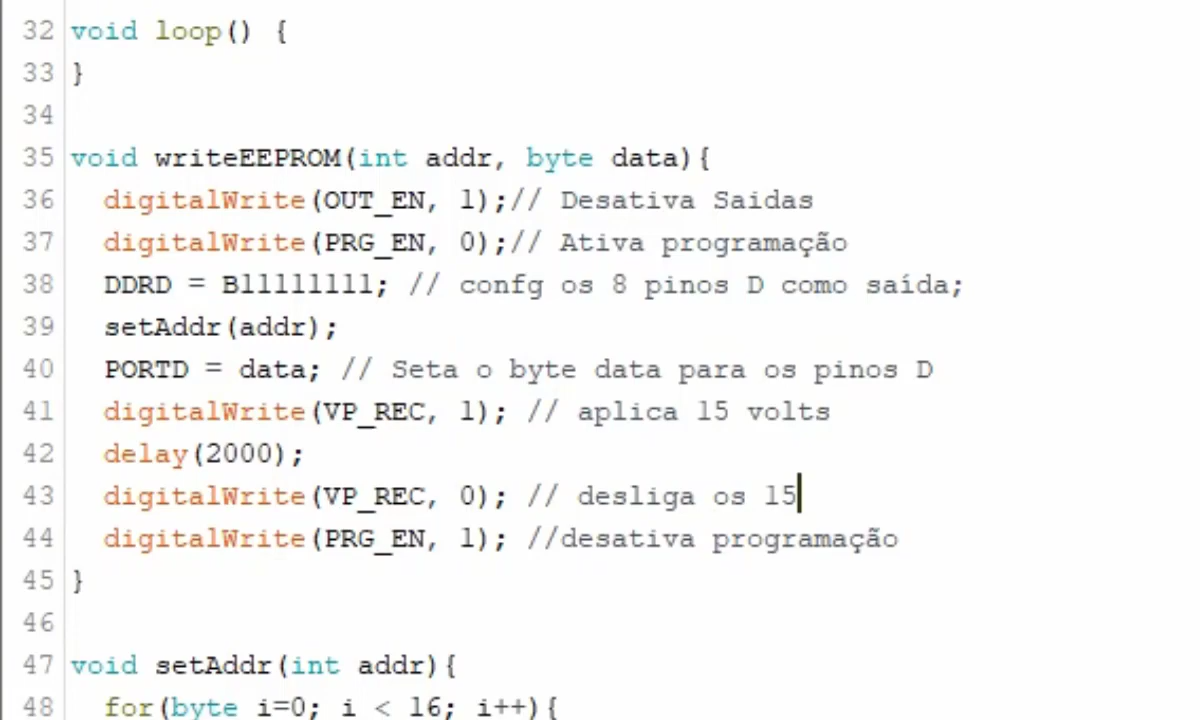 32 void loop() {
33 }
34
35 void writeEEPROM(int addr, byte data){
36   digitalWrite(OUT_EN, 1);// Desativa Saidas
37   digitalWrite(PRG_EN, 0);// Ativa programação
38   DDRD = B11111111; // confg os 8 pinos D como saída;
39   setAddr(addr);
40   PORTD = data; // Seta o byte data para os pinos D
41   digitalWrite(VP_REC, 1); // aplica 15 volts
42   delay(2000);
43   digitalWrite(VP_REC, 0); // desliga os 15
44   digitalWrite(PRG_EN, 1); //desativa programação
45 }
46
47 void setAddr(int addr){
48   for(byte i=0; i < 16; i++){